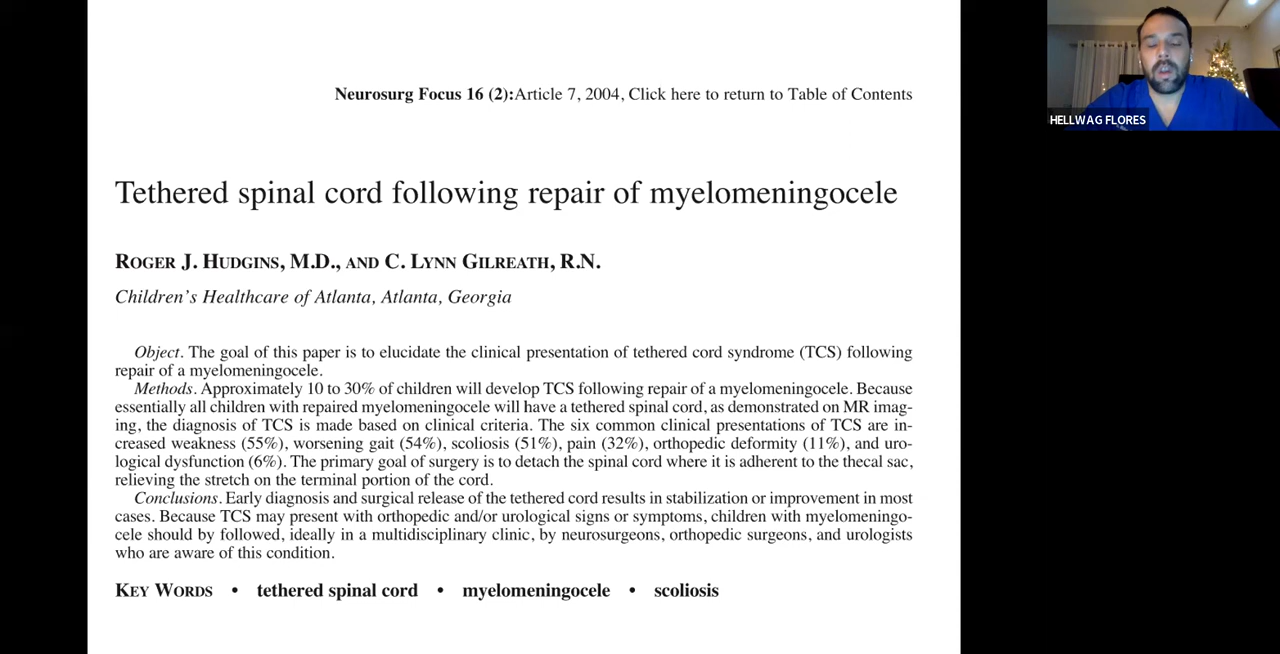 Neurosurg Focus 16 (2):Article 7, 2004, Click here to return to Table of Contents
Tethered spinal cord following repair of myelomeningocele
ROGER J. HUDGINS, M.D., AND C. LYNN GILREATH, R.N.
Children's Healthcare of Atlanta, Atlanta, Georgia
Object. The goal of this paper is to elucidate the clinical presentation of tethered cord syndrome (TCS) following
repair of a myelomeningocele.
Methods. Approximately 10 to 30% of children will develop TCS following repair of a myelomeningocele. Because
essentially all children with repaired myelomeningocele will have a tethered spinal cord, as demonstrated on MR imag-
ing, the diagnosis of TCS is made based on clinical criteria. The six common clinical presentations of TCS are in-
creased weakness (55%), worsening gait (54%), scoliosis (51%), pain (32%), orthopedic deformity (11%), and uro-
logical dysfunction (6%). The primary goal of surgery is to detach the spinal cord where it is adherent to the thecal sac,
relieving the stretch on the terminal portion of the cord.
Conclusions. Early diagnosis and surgical release of the tethered cord results in stabilization or improvement in most
cases. Because TCS may present with orthopedic and/or urological signs or symptoms, children with myelomeningo-
cele should by followed, ideally in a multidisciplinary clinic, by neurosurgeons, orthopedic surgeons, and urologists
who are aware of this condition.
KEY WORDS • tethered spinal cord • myelomeningocele • scoliosis
HELLWAG FLORES